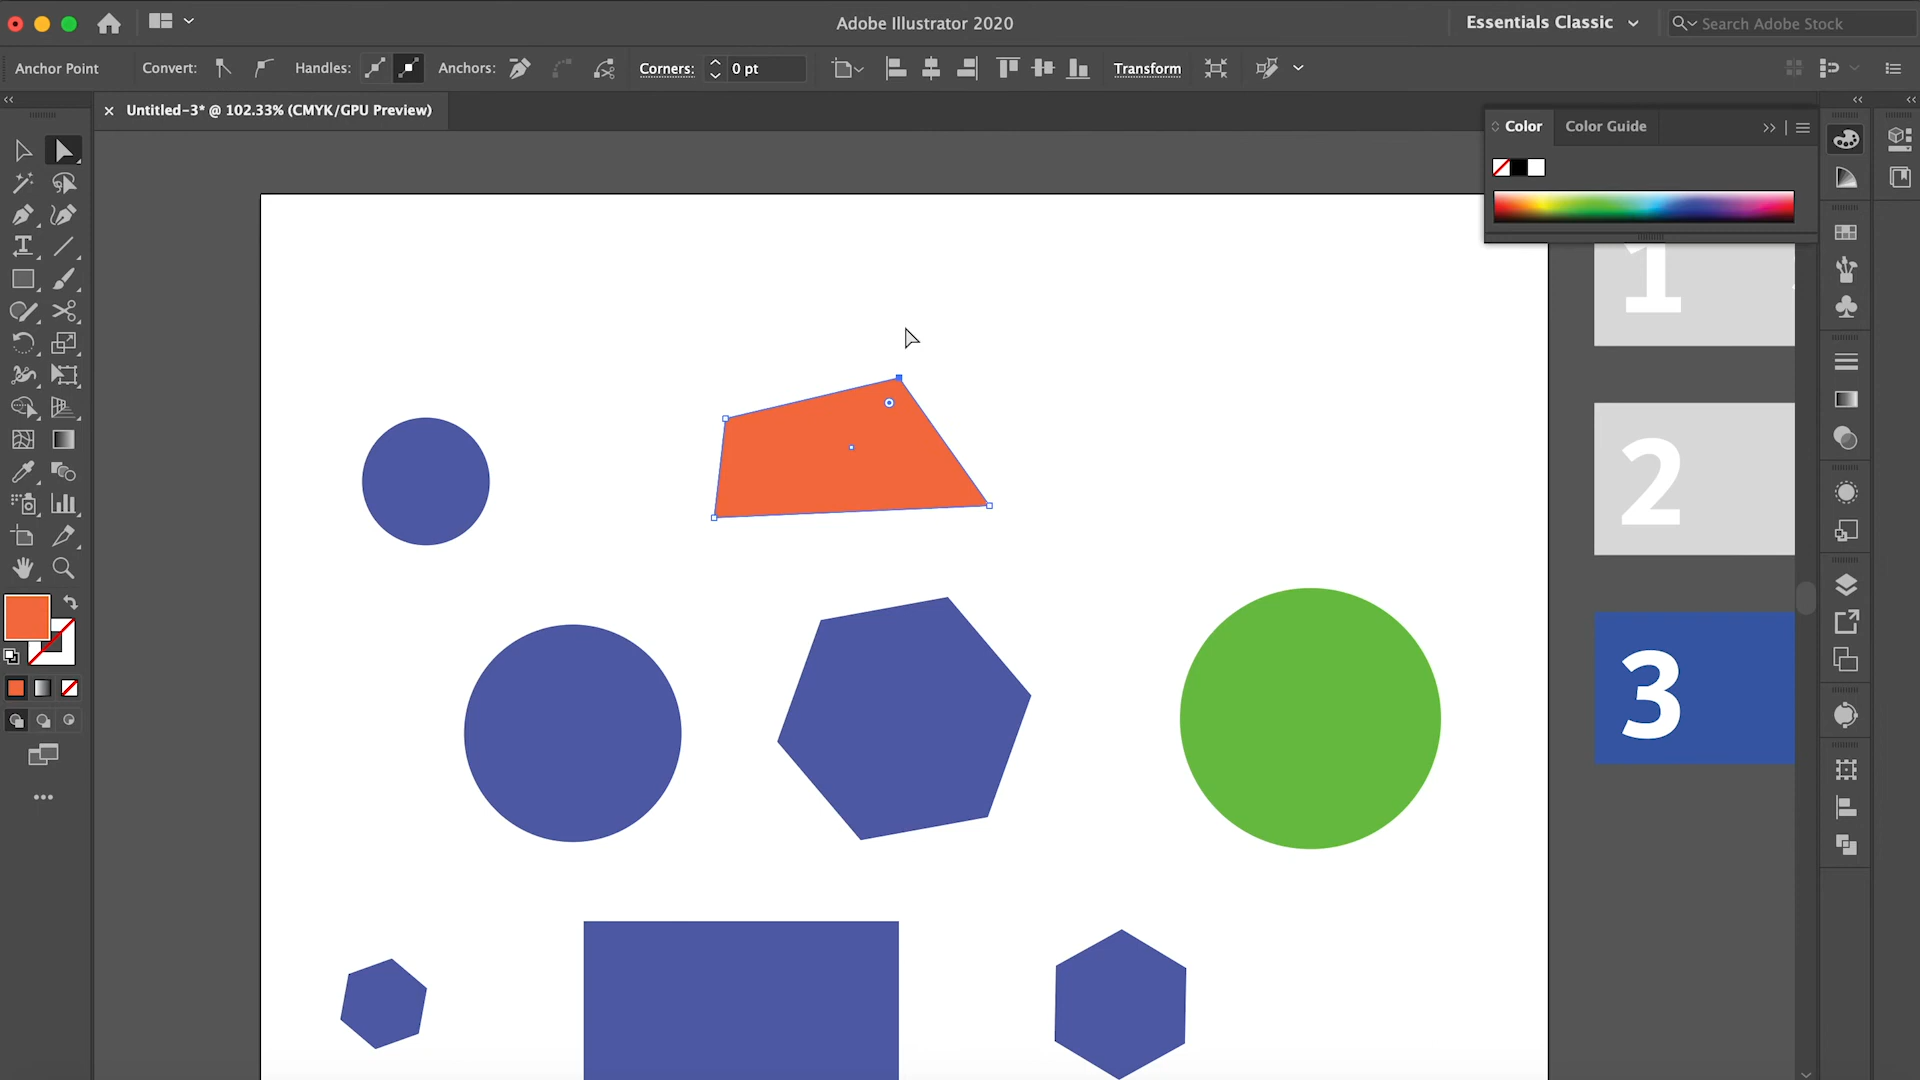 Adobe Illustrator 2020
Essentials Classic
Search Adobe Stock
Anchor Point
Convert:
Handles:
Anchors:
Corners:
0 pt
Transform
Untitled-3* @ 102.33% (CMYK/GPU Preview)
Color
Color Guide
1
2
3